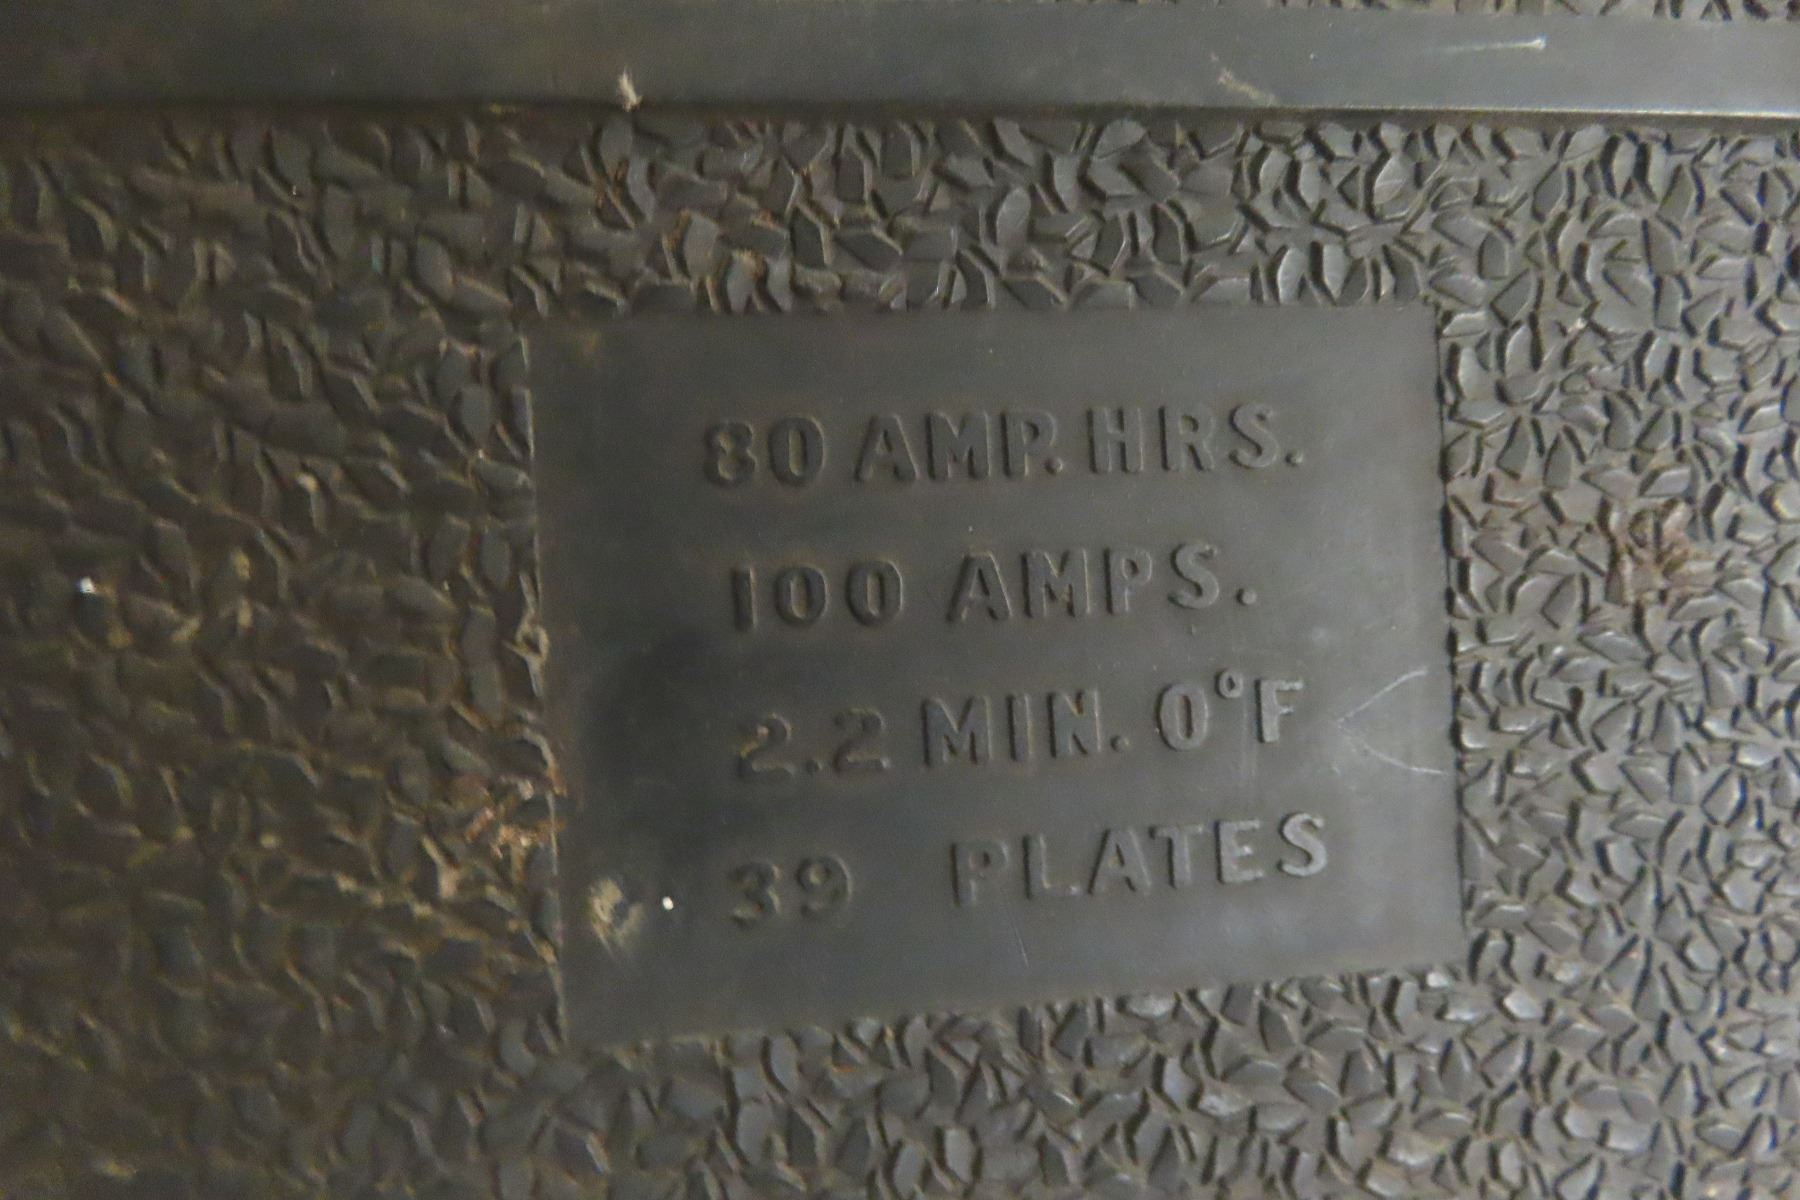 80 AMP. HRS.
100 AMPS.
2.2 MIN. 0°F
39 PLATES